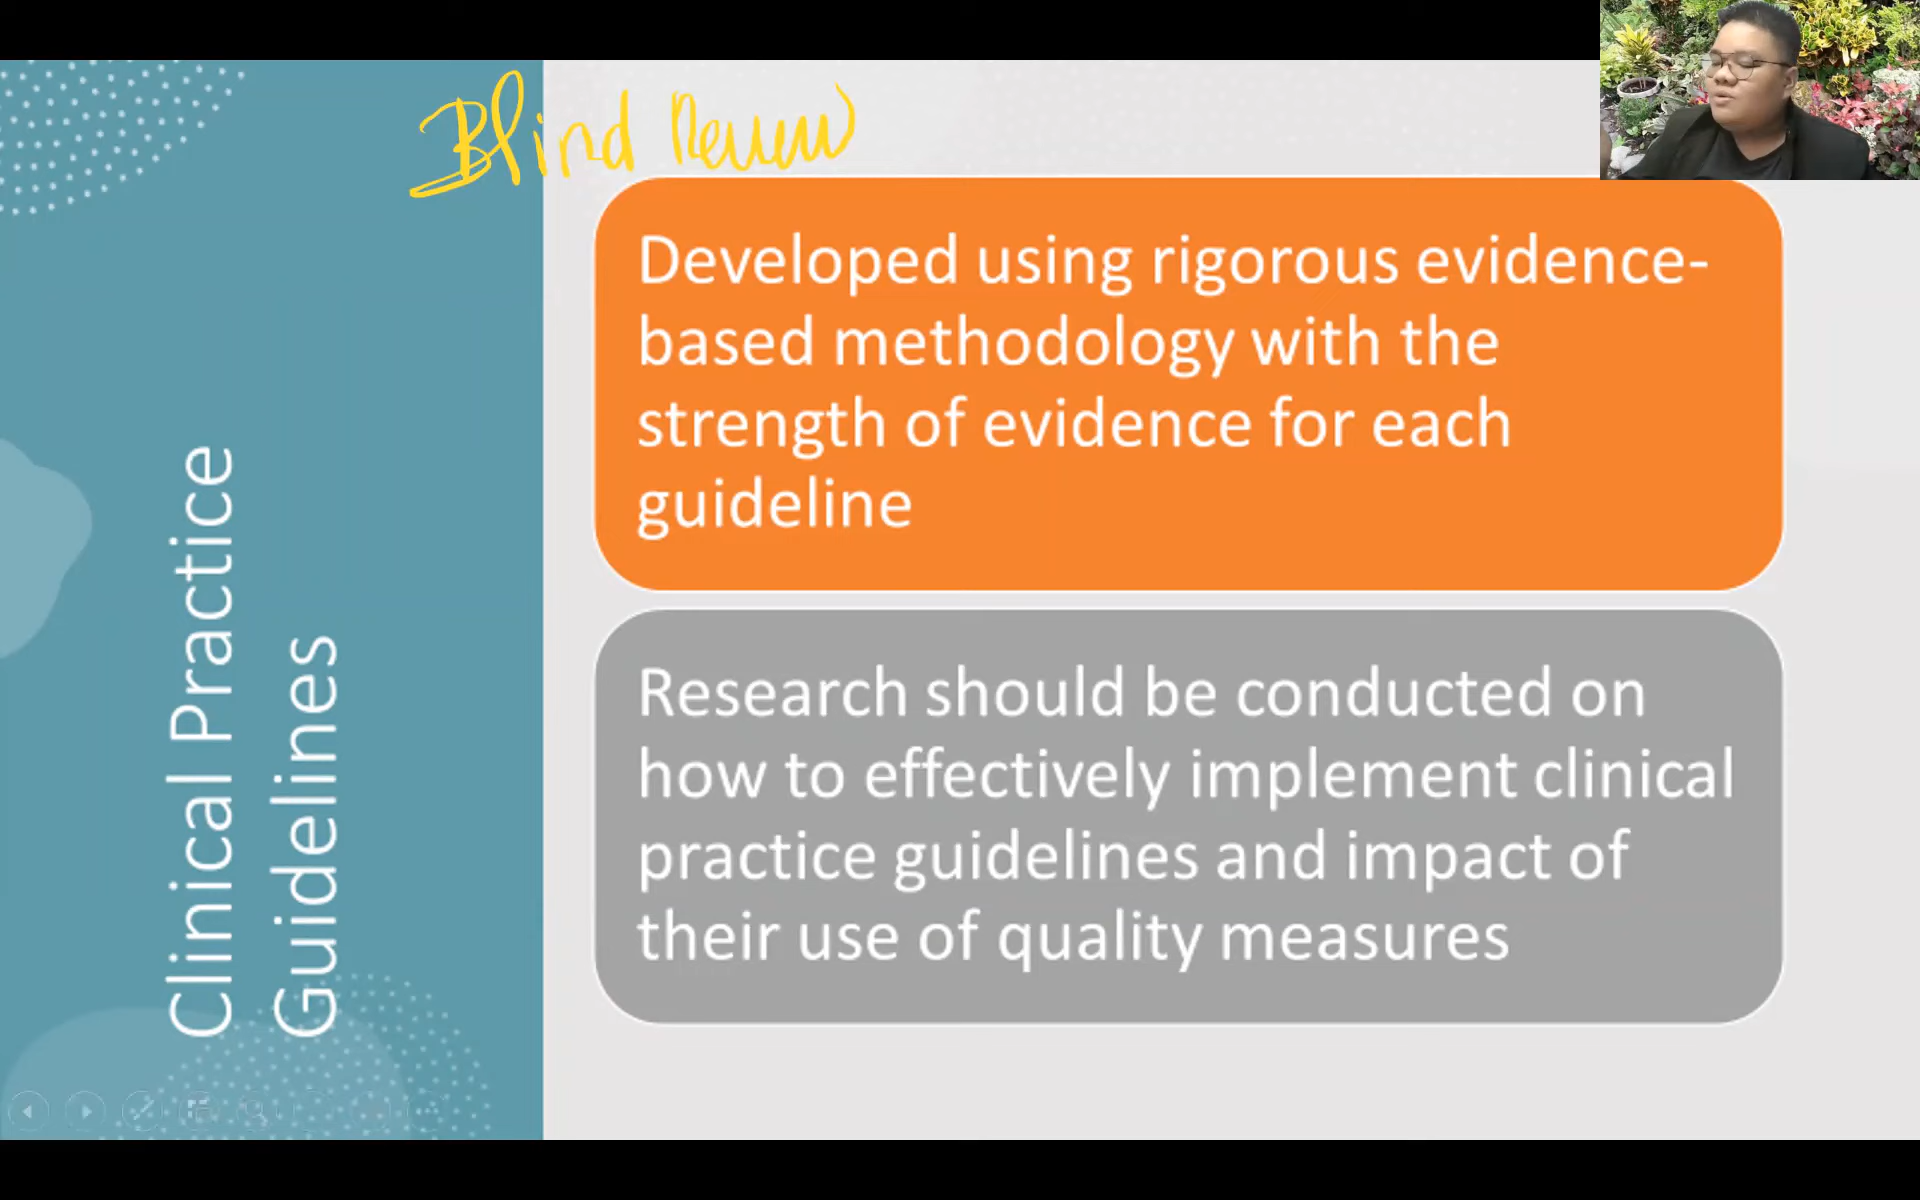 Blind Review
Clinical Practice
Guidelines
Developed using rigorous evidence-
based methodology with the
strength of evidence for each
guideline
Research should be conducted on
how to effectively implement clinical
practice guidelines and impact of
their use of quality measures